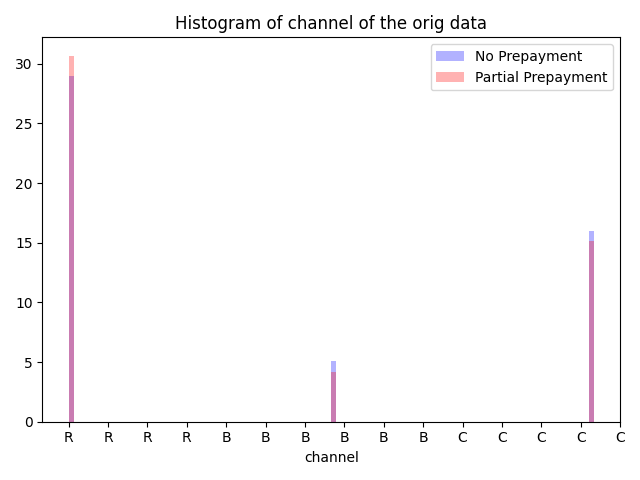 Histogram of channel of the orig data
No Prepayment
Partial Prepayment
30
25
20
15
10
5
0
R R R R B B B B B B C C C C C
channel